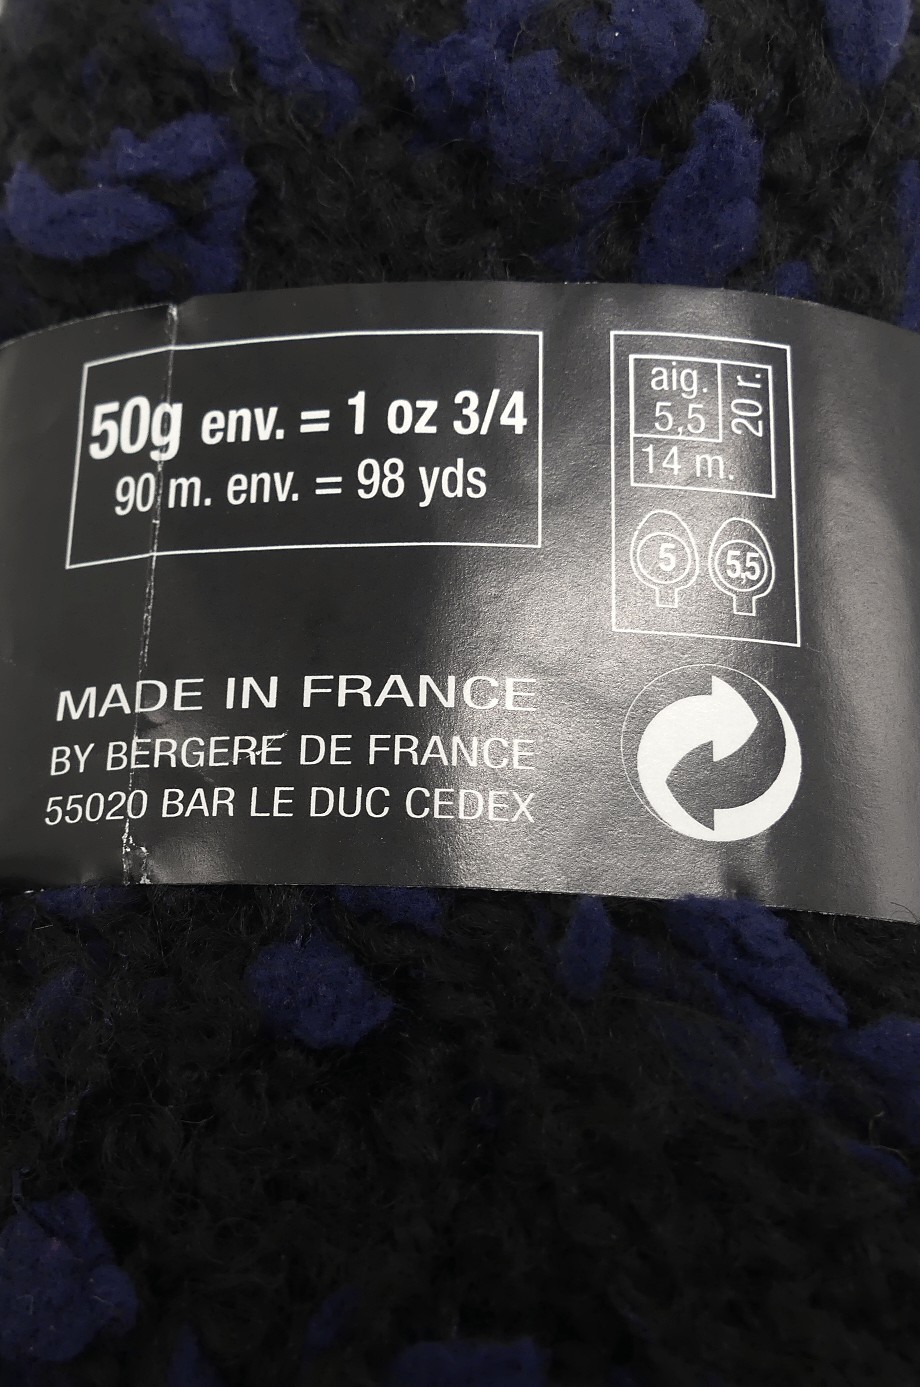 50g env. = 1 oz 3/4
90 m. env. = 98 yds
aig.
5,5
20 r.
14 m.
5
5,5
MADE IN FRANCE
BY BERGERE DE FRANCE
55020 BAR LE DUC CEDEX